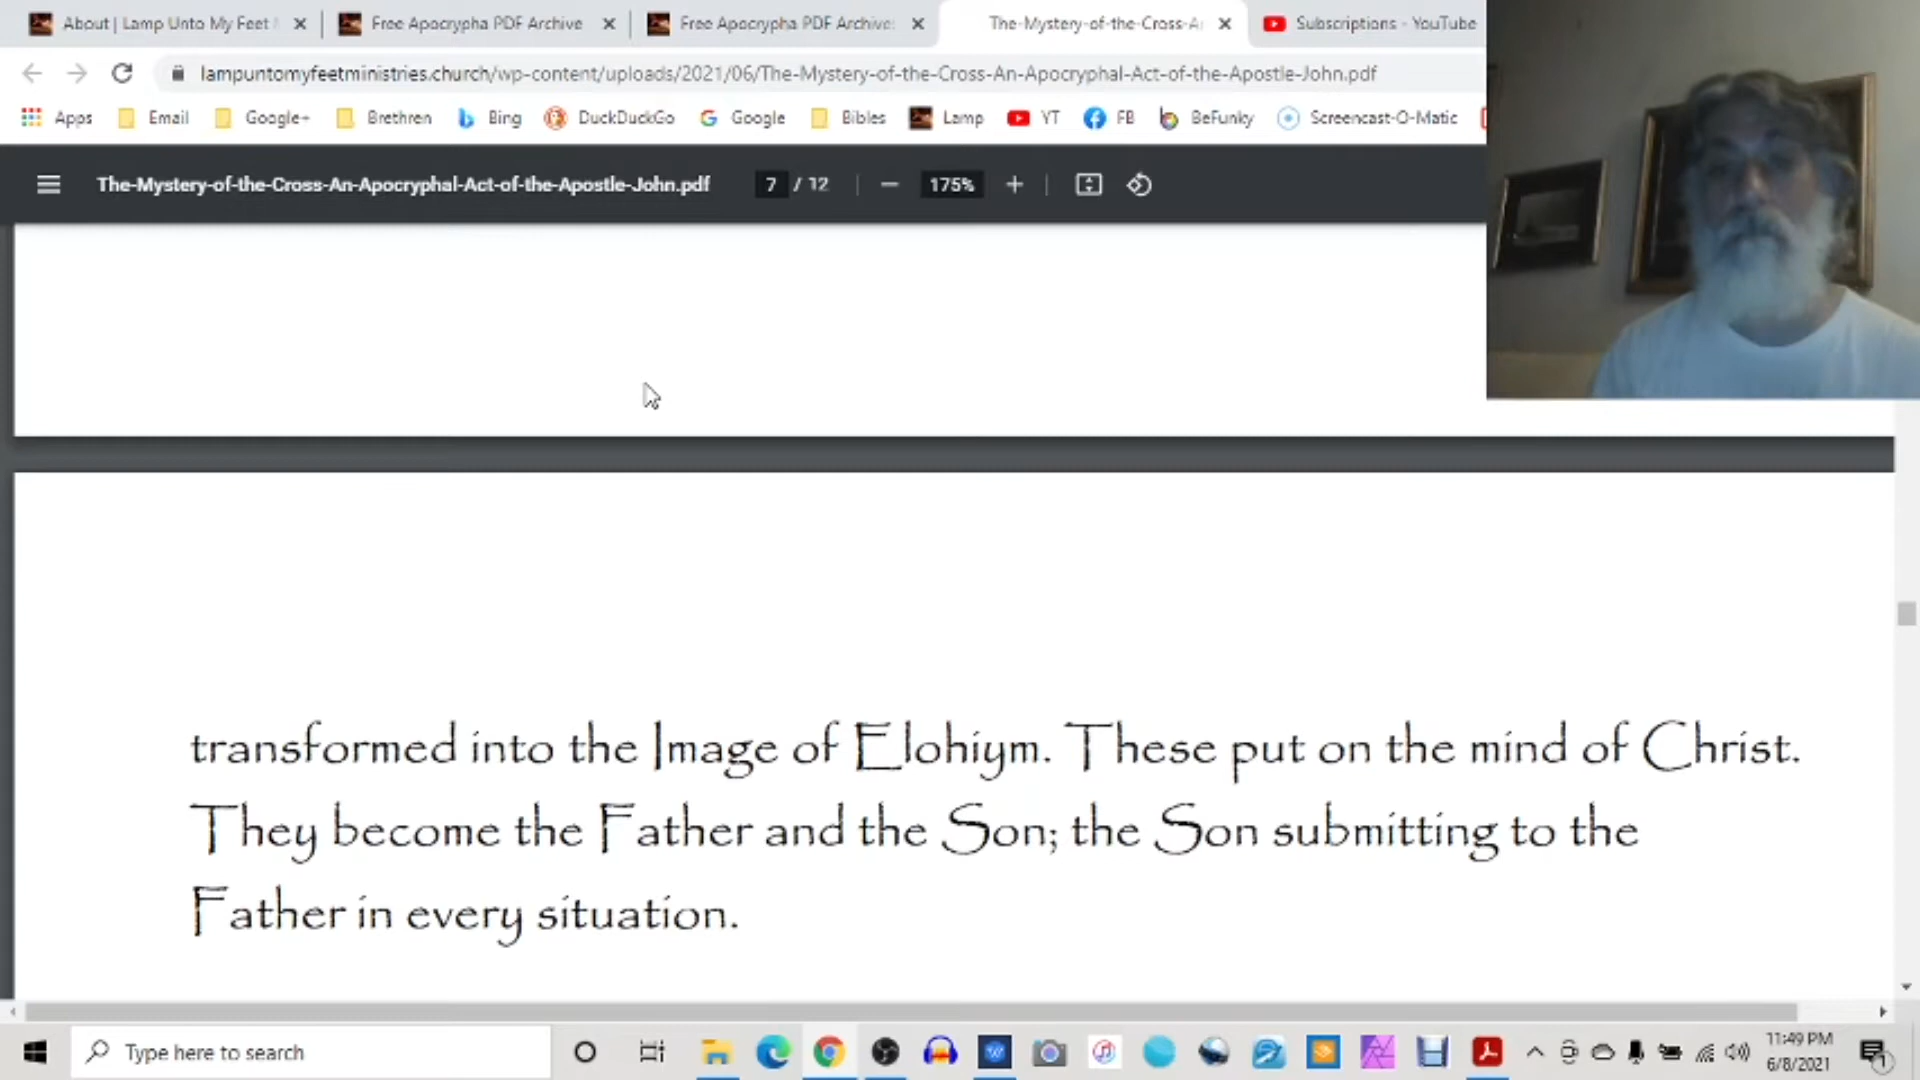 About | Lamp Unto My Feet
Free Apocrypha PDF Archive
Free Apocrypha PDF Archive
The-Mystery-of-the-Cross-A
Subscriptions - YouTube
lampuntomyfeetministries.church/wp-content/uploads/2021/06/The-Mystery-of-the-Cross-An-Apocryphal-Act-of-the-Apostle-John.pdf
Apps Email Google+ Brethren Bing DuckDuckGo Google Bibles Lamp YT FB BeFunky Screencast-O-Matic
The-Mystery-of-the-Cross-An-Apocryphal-Act-of-the-Apostle-John.pdf 7 / 12 175%
transformed into the Image of Elohiym. These put on the mind of Christ.
They become the Father and the Son; the Son submitting to the
Father in every situation.
Type here to search
11:49 PM
6/8/2021